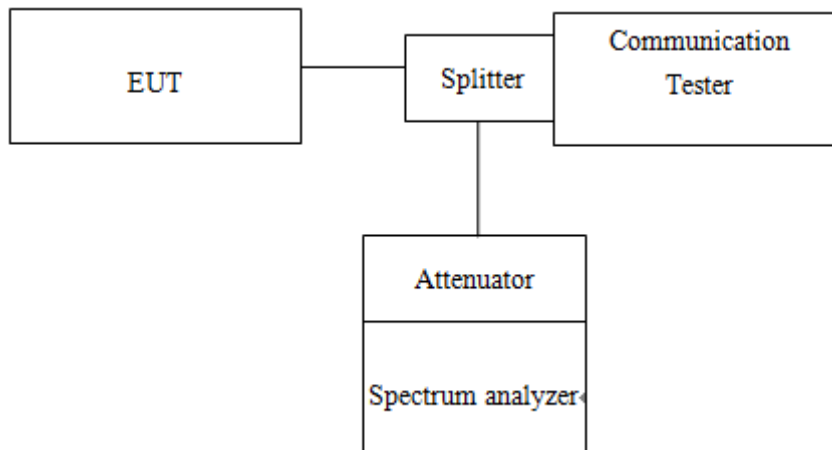 EUT
Splitter
Communication
Tester
Attenuator
Spectrum analyzer